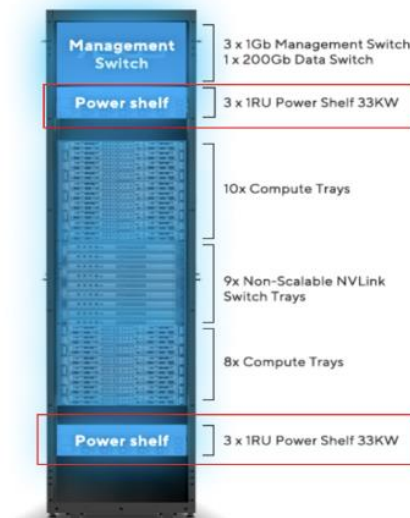 Management
Switch
3 x 1Gb Management Switch
1 x 200Gb Data Switch
Power shelf
3 x 1RU Power Shelf 33KW
10x Compute Trays
9x Non-Scalable NVLink
Switch Trays
8x Compute Trays
Power shelf
3 x 1RU Power Shelf 33KW